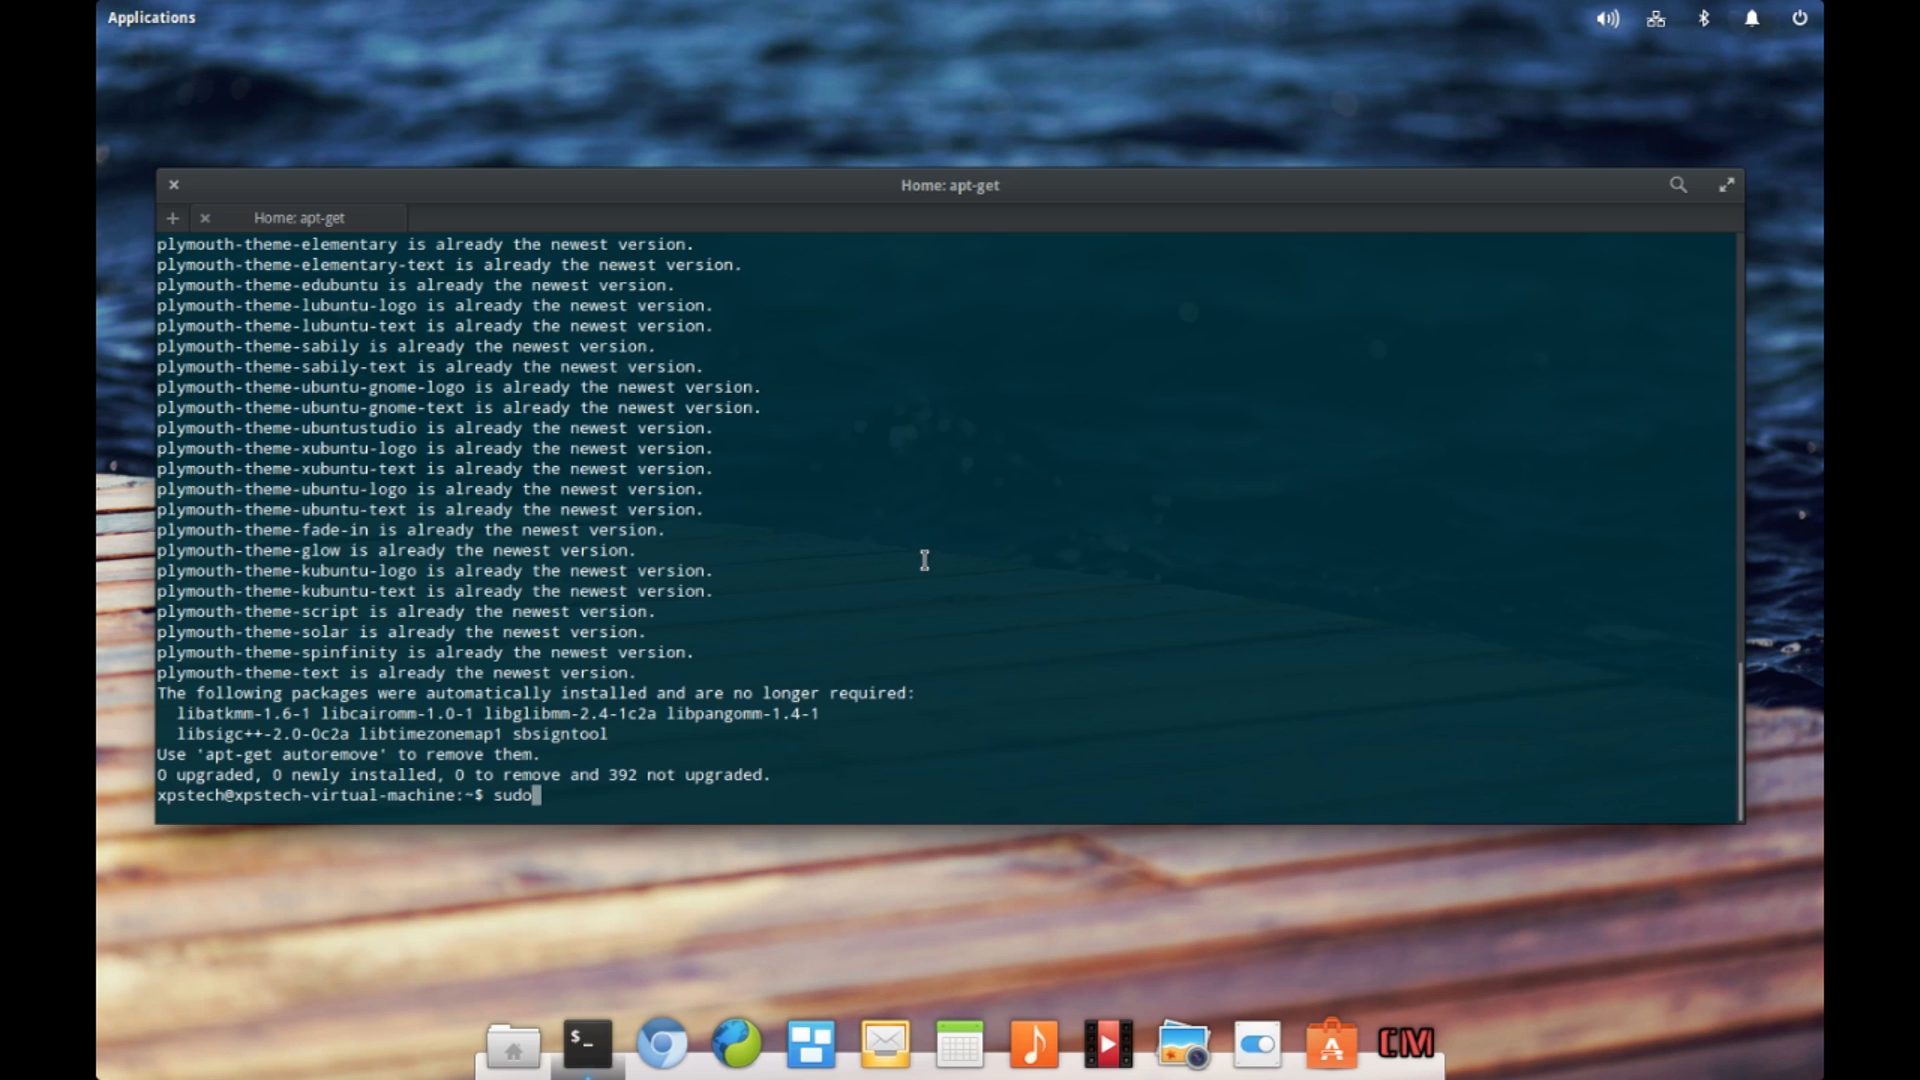 Applications
Home: apt-get
Home: apt-get
plymouth-theme-elementary is already the newest version.
plymouth-theme-elementary-text is already the newest version.
plymouth-theme-edubuntu is already the newest version.
plymouth-theme-lubuntu-logo is already the newest version.
plymouth-theme-lubuntu-text is already the newest version.
plymouth-theme-sabily is already the newest version.
plymouth-theme-sabily-text is already the newest version.
plymouth-theme-ubuntu-gnome-logo is already the newest version.
plymouth-theme-ubuntu-gnome-text is already the newest version.
plymouth-theme-ubuntustudio is already the newest version.
plymouth-theme-xubuntu-logo is already the newest version.
plymouth-theme-xubuntu-text is already the newest version.
plymouth-theme-ubuntu-logo is already the newest version.
plymouth-theme-ubuntu-text is already the newest version.
plymouth-theme-fade-in is already the newest version.
plymouth-theme-glow is already the newest version.
plymouth-theme-kubuntu-logo is already the newest version.
plymouth-theme-kubuntu-text is already the newest version.
plymouth-theme-script is already the newest version.
plymouth-theme-solar is already the newest version.
plymouth-theme-spinfinity is already the newest version.
plymouth-theme-text is already the newest version.
The following packages were automatically installed and are no longer required:
  libatkmm-1.6-1 libcairomm-1.0-1 libglibmm-2.4-1c2a libpangomm-1.4-1
  libsigc++-2.0-0c2a libtimezonemap1 sbsigntool
Use 'apt-get autoremove' to remove them.
0 upgraded, 0 newly installed, 0 to remove and 392 not upgraded.
xpstech@xpstech-virtual-machine:~$ sudo
$_
A
CM